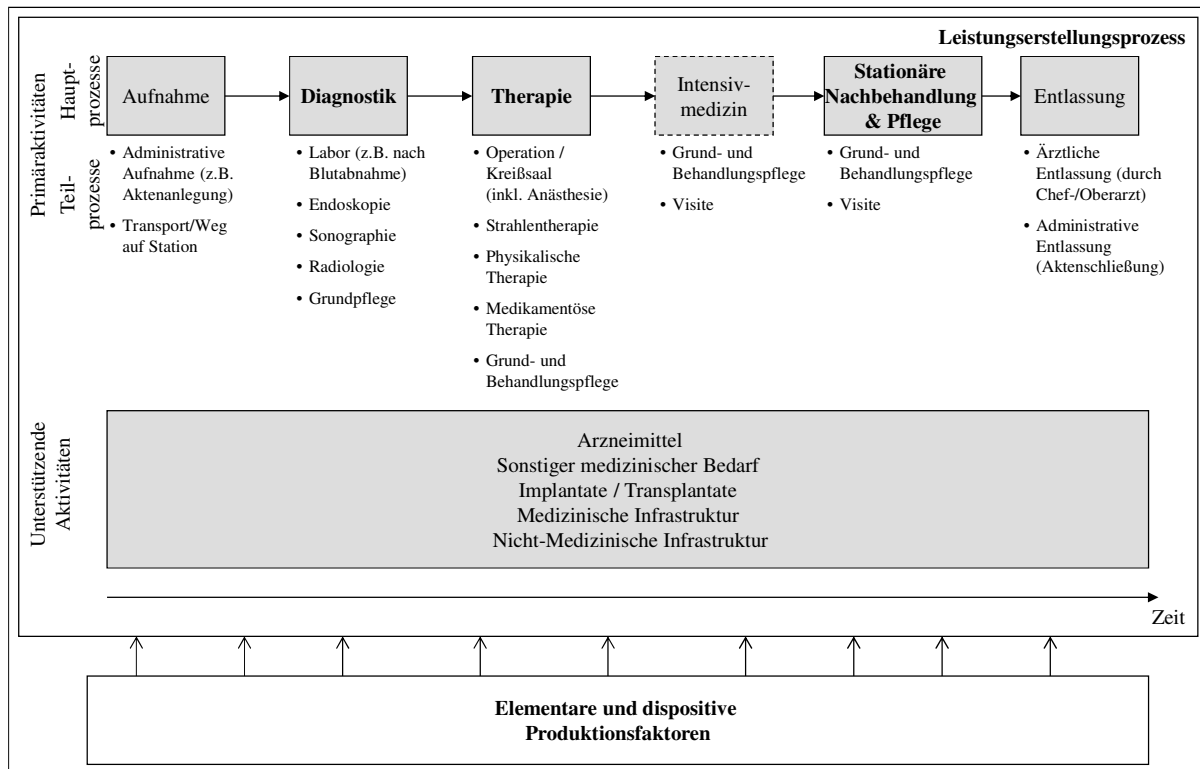 Leistungserstellungsprozess
Primäraktivitäten
Haupt-
prozesse
Aufnahme
Diagnostik
Therapie
Intensiv-
medizin
Stationäre
Nachbehandlung
& Pflege
Entlassung
Teil-
prozesse
• Administrative
Aufnahme (z.B.
Aktenanlegung)
• Transport/Weg
auf Station
• Labor (z.B. nach
Blutabnahme)
• Endoskopie
• Sonographie
• Radiologie
• Grundpflege
• Operation /
Kreißsaal
(inkl. Anästhesie)
• Strahlentherapie
• Physikalische
Therapie
• Medikamentöse
Therapie
• Grund- und
Behandlungspflege
• Grund- und
Behandlungspflege
• Visite
• Grund- und
Behandlungspflege
• Visite
• Ärztliche
Entlassung (durch
Chef-/Oberarzt)
• Administrative
Entlassung
(Aktenschließung)
Unterstützende
Aktivitäten
Arzneimittel
Sonstiger medizinischer Bedarf
Implantate / Transplantate
Medizinische Infrastruktur
Nicht-Medizinische Infrastruktur
Zeit
Elementare und dispositive
Produktionsfaktoren